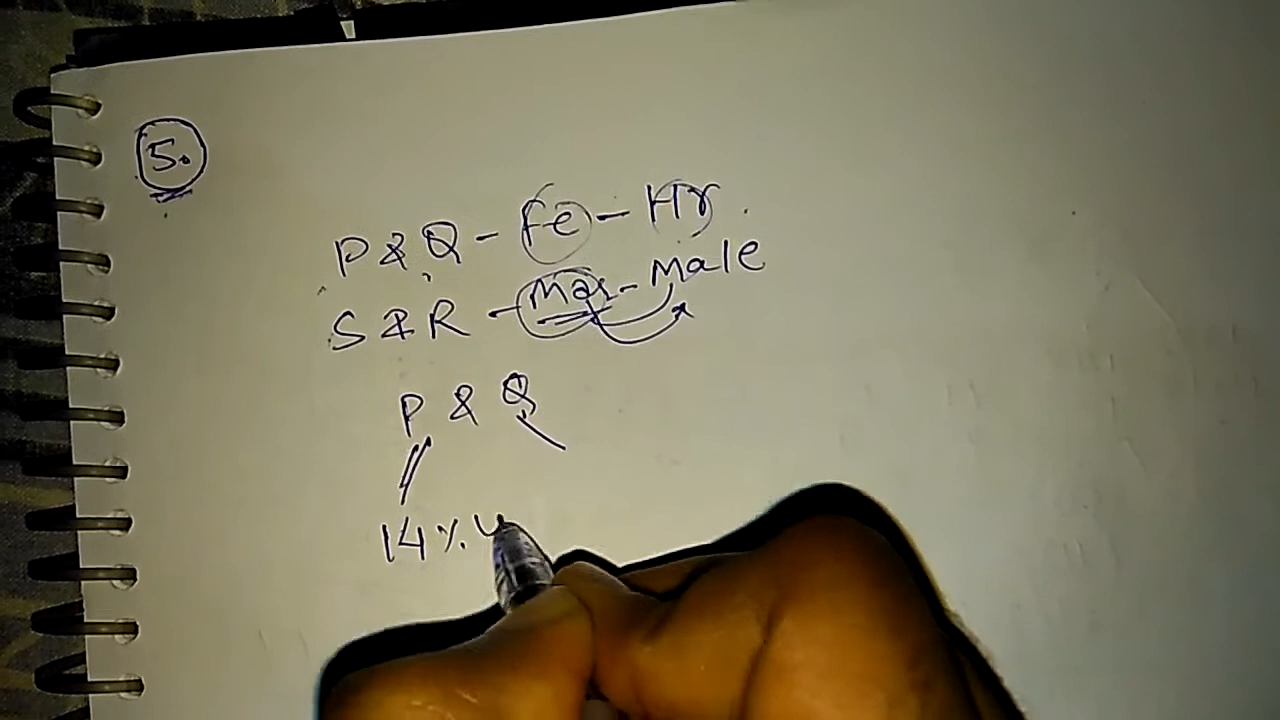 5.
P & Q - Fe - Hr.
S & R - Mar - Male
P & Q
14%